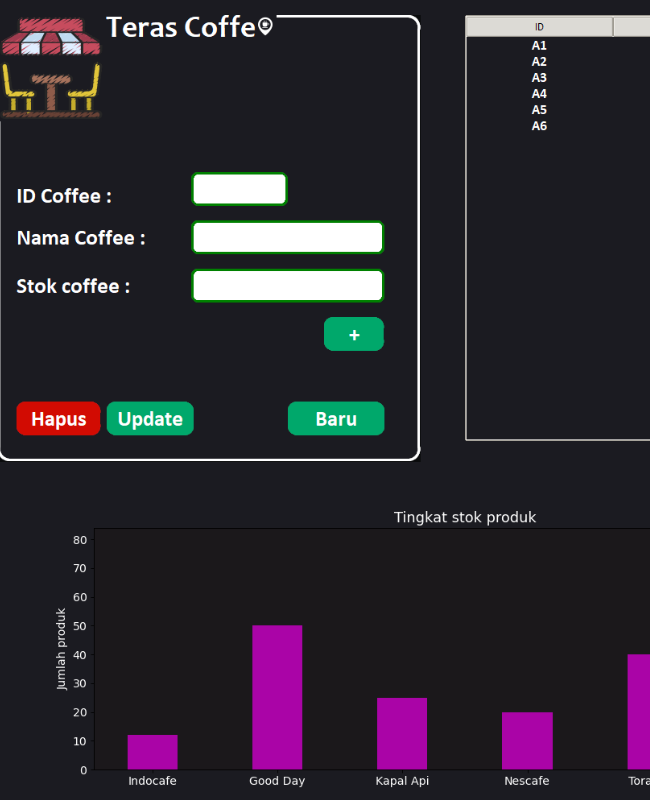 Teras Coffe
ID
A1
A2
A3
A4
A5
A6
ID Coffee :
Nama Coffee :
Stok coffee :
+
Hapus
Update
Baru
Tingkat stok produk
Jumlah produk
80
70
60
50
40
30
20
10
0
Indocafe
Good Day
Kapal Api
Nescafe
Tora